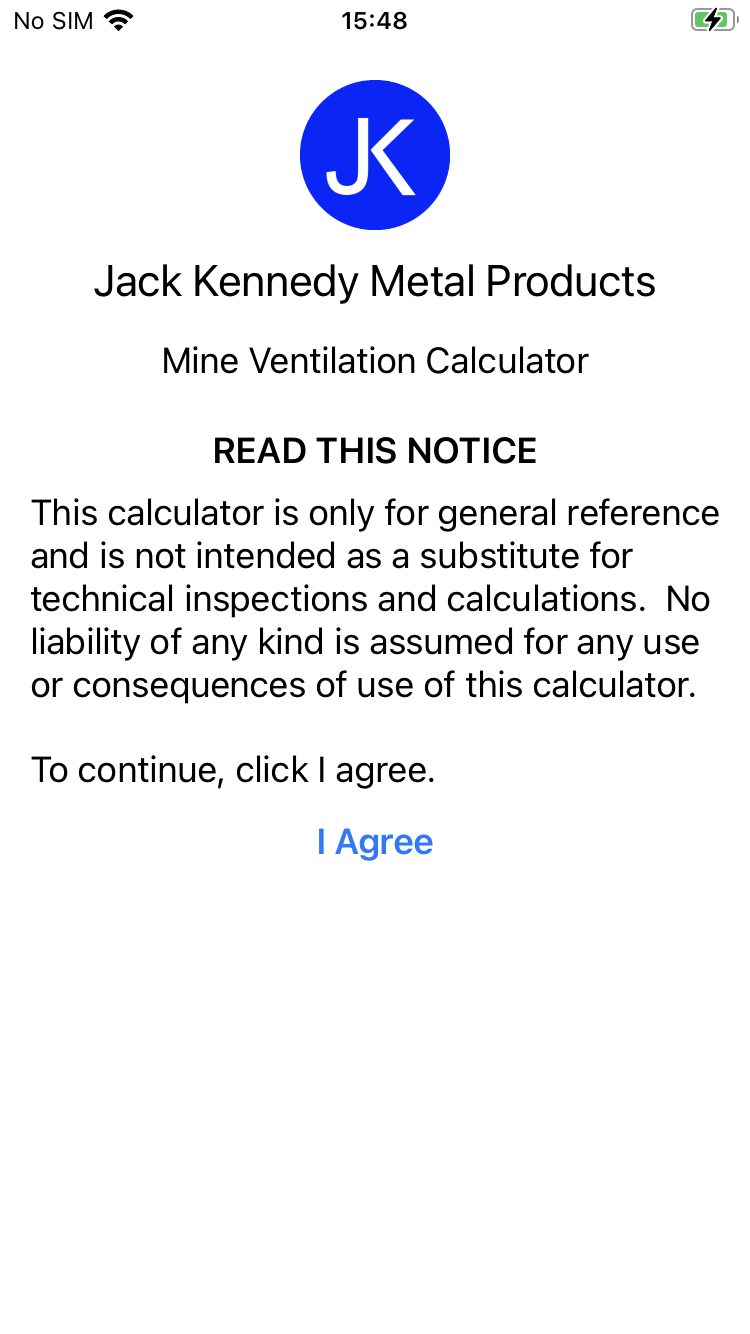 No SIM 15:48
JK
Jack Kennedy Metal Products
Mine Ventilation Calculator
READ THIS NOTICE
This calculator is only for general reference
and is not intended as a substitute for
technical inspections and calculations.  No
liability of any kind is assumed for any use
or consequences of use of this calculator.
To continue, click I agree.
I Agree